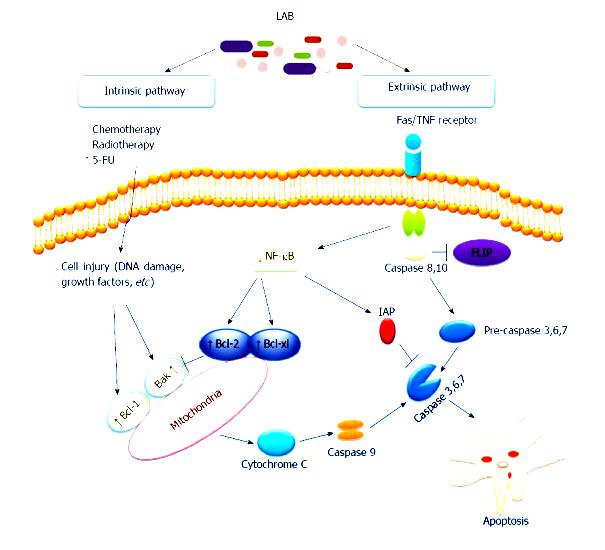 LAB
Intrinsic pathway
Extrinsic pathway
Fas/TNF receptor
Chemotherapy
Radiotherapy
↑ 5-FU
Cell injury (DNA damage,
growth factors, etc)
↓ NF-κB
Caspase 8,10
FLIP
IAP
Pre-caspase 3,6,7
↑ Bcl-2
↑ Bcl-xl
Bak ↑
↑ Bcl-1
Mitochondria
Caspase 3,6,7
Cytochrome C
Caspase 9
Apoptosis